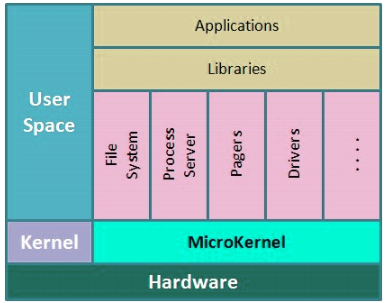 Applications
Libraries
User
Space
File
System
Process
Server
Pagers
Drivers
. . . .
Kernel
MicroKernel
Hardware